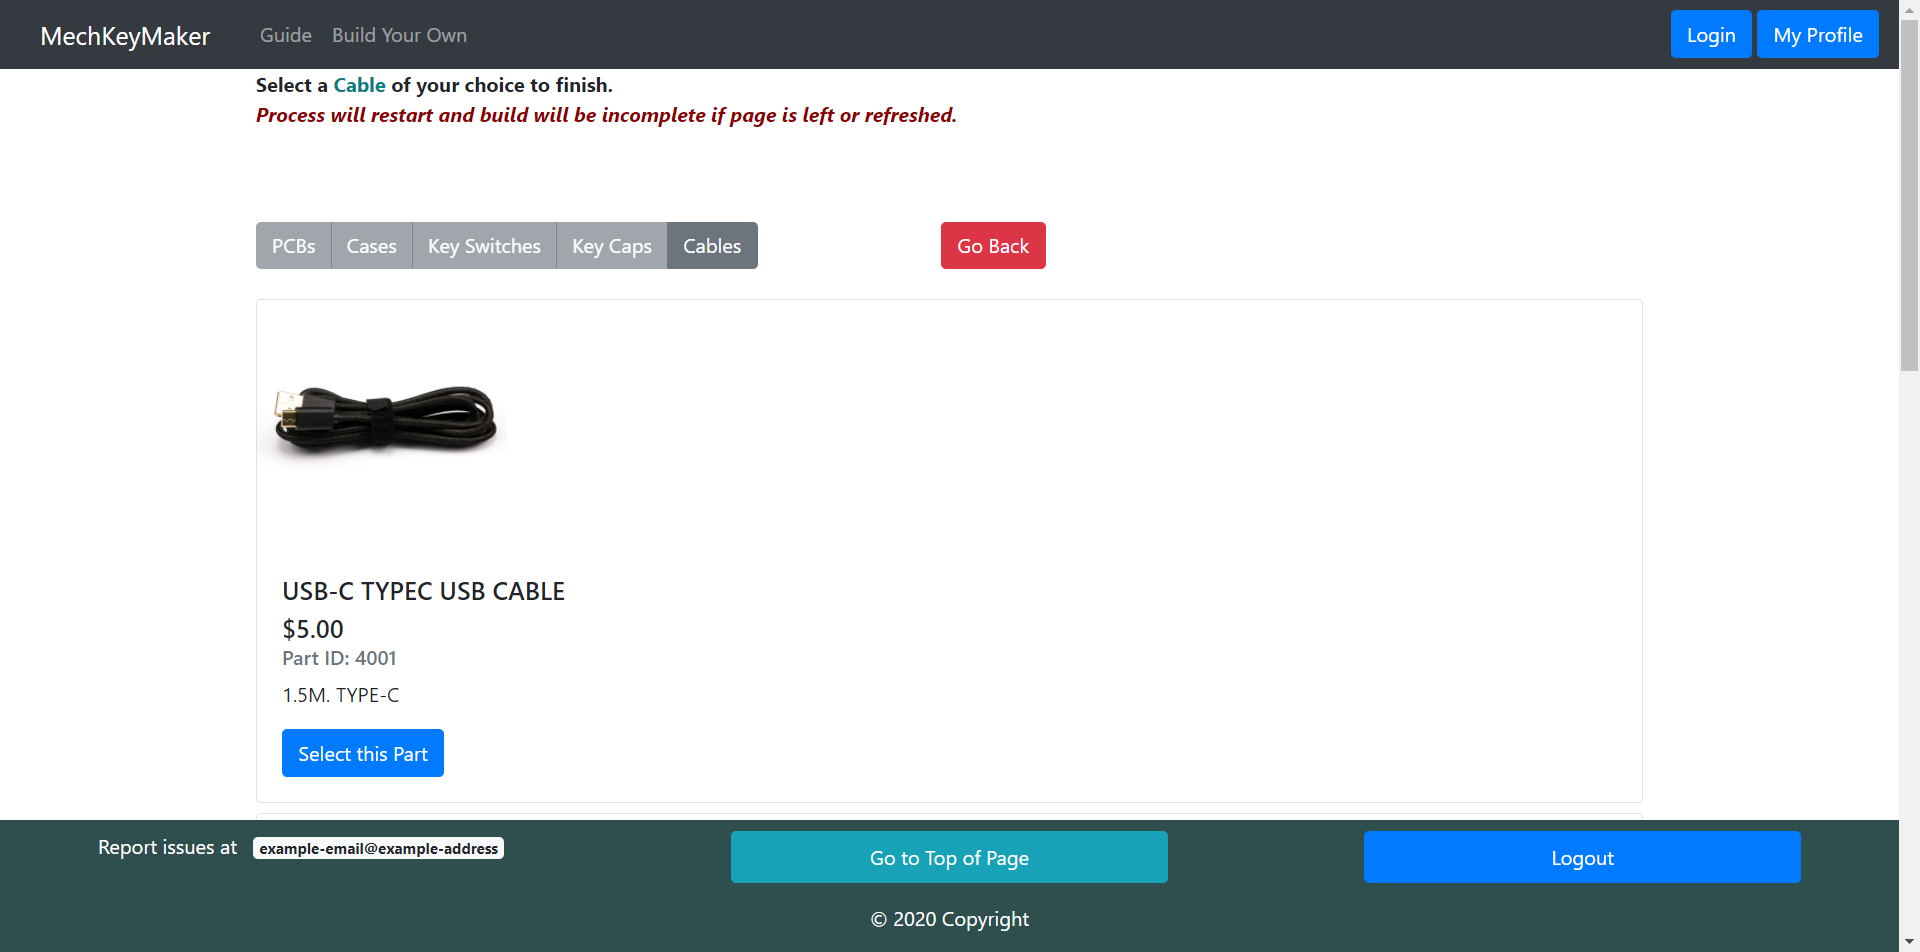 MechKeyMaker Guide Build Your Own Login My Profile
Select a Cable of your choice to finish.
Process will restart and build will be incomplete if page is left or refreshed.
PCBs Cases Key Switches Key Caps Cables Go Back
USB-C TYPEC USB CABLE
$5.00
Part ID: 4001
1.5M. TYPE-C
Select this Part
Report issues at example-email@example-address Go to Top of Page Logout
© 2020 Copyright